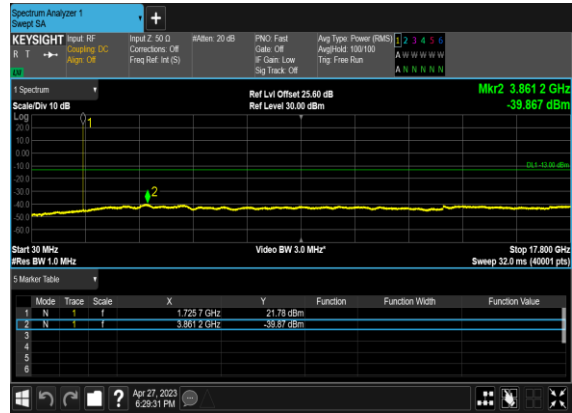 Spectrum Analyzer 1
Swept SA
+
KEYSIGHT Input: RF Input Z: 50 Ω #Atten: 20 dB PNO: Fast Avg Type: Power (RMS) 1 2 3 4 5 6
R T Coupling: DC Corrections: Off Gate: Off Avg|Hold: 100/100 A W W W W W
Align: Off Freq Ref: Int (S) IF Gain: Low Trig: Free Run
Sig Track: Off A N N N N N
1 Spectrum Ref Lvl Offset 25.60 dB Mkr2 3.861 2 GHz
Scale/Div 10 dB Ref Level 30.00 dBm -39.867 dBm
Log
20.0
10.0
0.00
-10.0
-20.0
-30.0
-40.0
-50.0
-60.0
1
2
DL1 -13.00 dBm
Start 30 MHz Video BW 3.0 MHz* Stop 17.800 GHz
#Res BW 1.0 MHz Sweep 32.0 ms (40001 pts)
5 Marker Table
Mode Trace Scale X Y Function Function Width Function Value
1 N 1 f 1.725 7 GHz 21.78 dBm
2 N 1 f 3.861 2 GHz -39.87 dBm
3
4
5
6
? Apr 27, 2023
6:29:31 PM